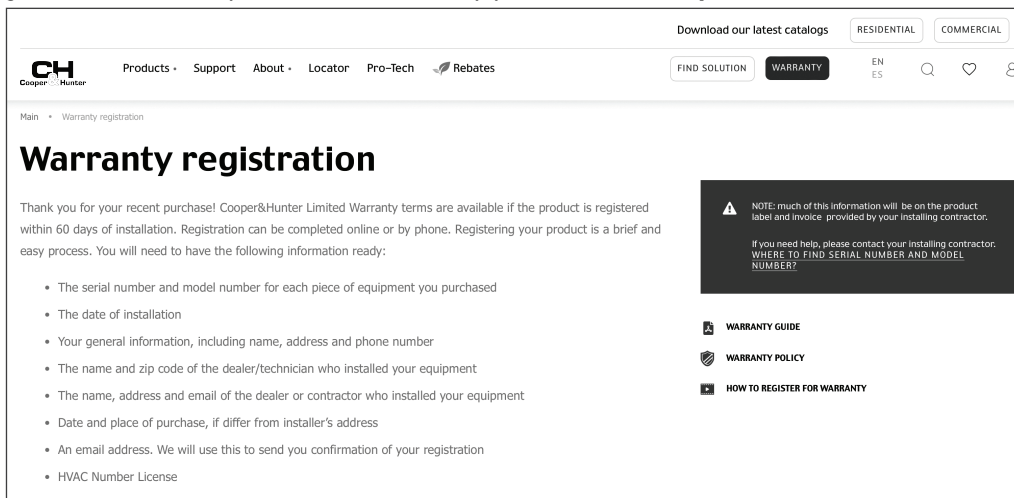 Download our latest catalogs RESIDENTIAL COMMERCIAL
CH
Cooper&Hunter
Products Support About Locator Pro-Tech Rebates FIND SOLUTION WARRANTY EN
ES
Main • Warranty registration
Warranty registration
Thank you for your recent purchase! Cooper&Hunter Limited Warranty terms are available if the product is registered
within 60 days of installation. Registration can be completed online or by phone. Registering your product is a brief and
easy process. You will need to have the following information ready:
• The serial number and model number for each piece of equipment you purchased
• The date of installation
• Your general information, including name, address and phone number
• The name and zip code of the dealer/technician who installed your equipment
• The name, address and email of the dealer or contractor who installed your equipment
• Date and place of purchase, if differ from installer's address
• An email address. We will use this to send you confirmation of your registration
• HVAC Number License
NOTE: much of this information will be on the product
label and invoice provided by your installing contractor.
If you need help, please contact your installing contractor.
WHERE TO FIND SERIAL NUMBER AND MODEL
NUMBER?
WARRANTY GUIDE
WARRANTY POLICY
HOW TO REGISTER FOR WARRANTY